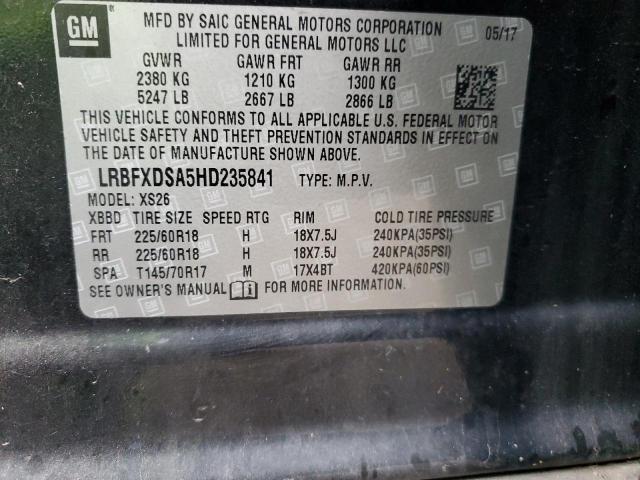 GM
MFD BY SAIC GENERAL MOTORS CORPORATION 05/17
LIMITED FOR GENERAL MOTORS LLC
GVWR GAWR FRT GAWR RR
2380 KG 1210 KG 1300 KG
5247 LB 2667 LB 2866 LB
THIS VEHICLE CONFORMS TO ALL APPLICABLE U.S. FEDERAL MOTOR
VEHICLE SAFETY AND THEFT PREVENTION STANDARDS IN EFFECT ON
THE DATE OF MANUFACTURE SHOWN ABOVE.
LRBFXDSA5HD235841 TYPE: M.P.V.
MODEL: XS26
XBBD TIRE SIZE SPEED RTG RIM COLD TIRE PRESSURE
FRT 225/60R18 H 18X7.5J 240KPA(35PSI)
RR 225/60R18 H 18X7.5J 240KPA(35PSI)
SPA T145/70R17 M 17X4BT 420KPA(60PSI)
SEE OWNER'S MANUAL FOR MORE INFORMATION